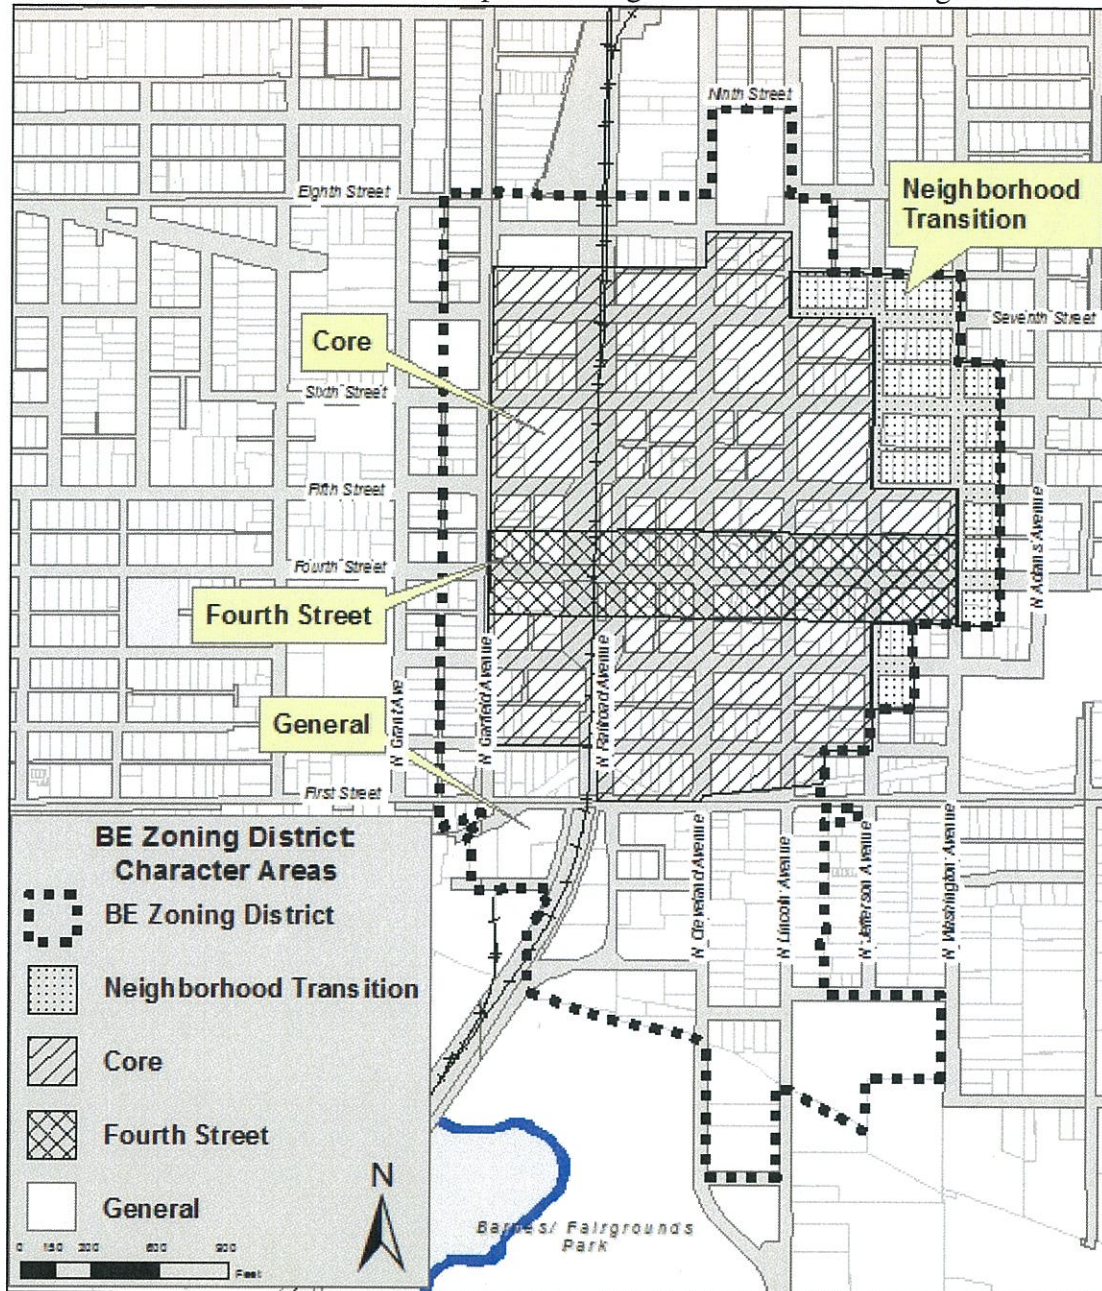 Ninth Street
Eighth Street
Neighborhood
Transition
Seventh Street
Core
Sixth Street
Fifth Street
Fourth Street
Fourth Street
General
First Street
N Grant Ave
N Garfield Avenue
N Railroad Avenue
N Adams Avenue
N Cleveland Avenue
N Lincoln Avenue
N Jefferson Avenue
N Washington Avenue
BE Zoning District
Character Areas
BE Zoning District
Neighborhood Transition
Core
Fourth Street
General
N
Feet
Barnes/ Fairgrounds
Park